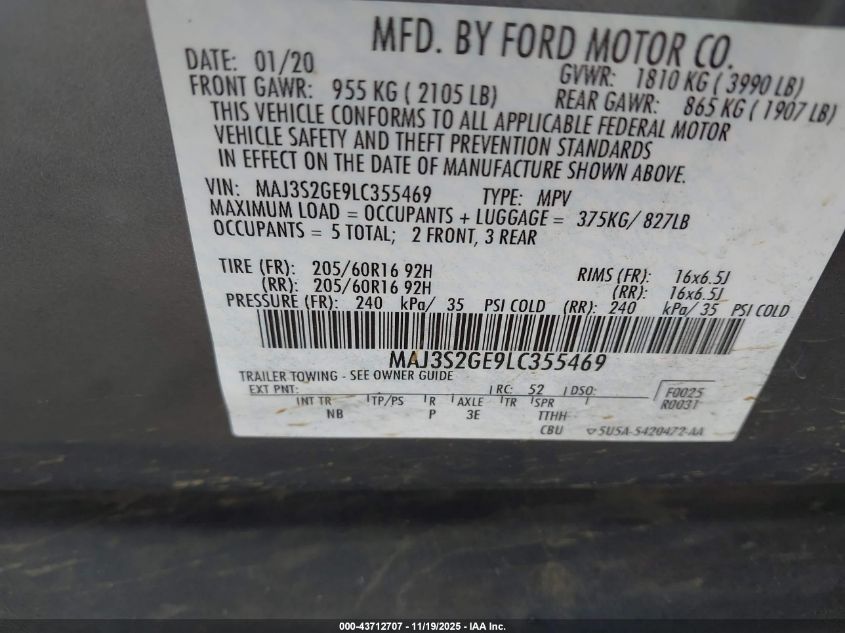 MFD. BY FORD MOTOR CO.
DATE: 01/20 GVWR: 1810 KG ( 3990 LB)
FRONT GAWR: 955 KG ( 2105 LB) REAR GAWR: 865 KG ( 1907 LB)
THIS VEHICLE CONFORMS TO ALL APPLICABLE FEDERAL MOTOR
VEHICLE SAFETY AND THEFT PREVENTION STANDARDS
IN EFFECT ON THE DATE OF MANUFACTURE SHOWN ABOVE.
VIN: MAJ3S2GE9LC355469 TYPE: MPV
MAXIMUM LOAD = OCCUPANTS + LUGGAGE = 375KG/ 827LB
OCCUPANTS = 5 TOTAL; 2 FRONT, 3 REAR
TIRE (FR): 205/60R16 92H RIMS (FR): 16x6.5J
(RR): 205/60R16 92H (RR): 16x6.5J
PRESSURE (FR): 240 kPa/ 35 PSI COLD (RR): 240 kPa/ 35 PSI COLD
MAJ3S2GE9LC355469
TRAILER TOWING - SEE OWNER GUIDE
EXT PNT: RC: 52 DSO: F0025
INT TR TP/PS R AXLE TR SPR R0031
NB P 3E TTHH
CBU 5U5A-5420472-AA
000-43712707 - 11/19/2025 - IAA Inc.